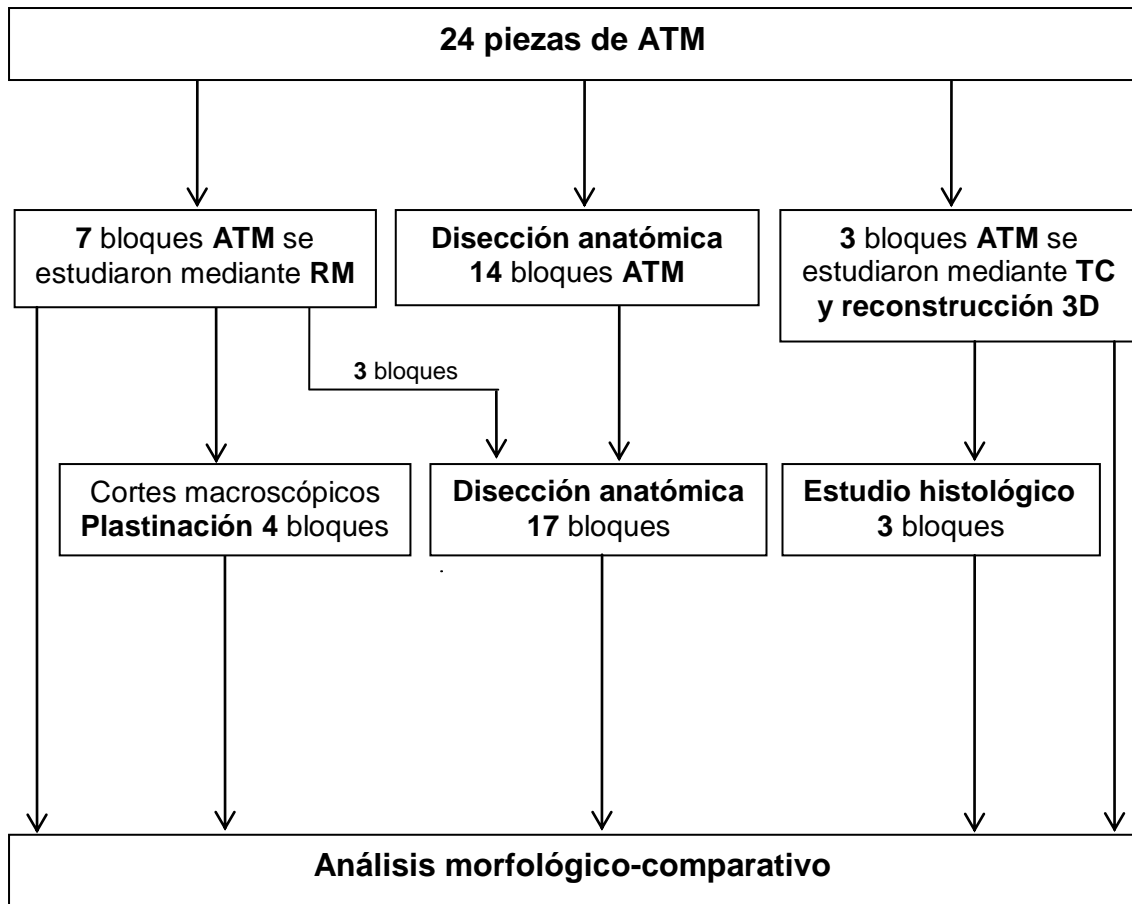 24 piezas de ATM
7 bloques ATM se
estudiaron mediante RM
Disección anatómica
14 bloques ATM
3 bloques ATM se
estudiaron mediante TC
y reconstrucción 3D
3 bloques
Cortes macroscópicos
Plastinación 4 bloques
Disección anatómica
17 bloques
Estudio histológico
3 bloques
Análisis morfológico-comparativo